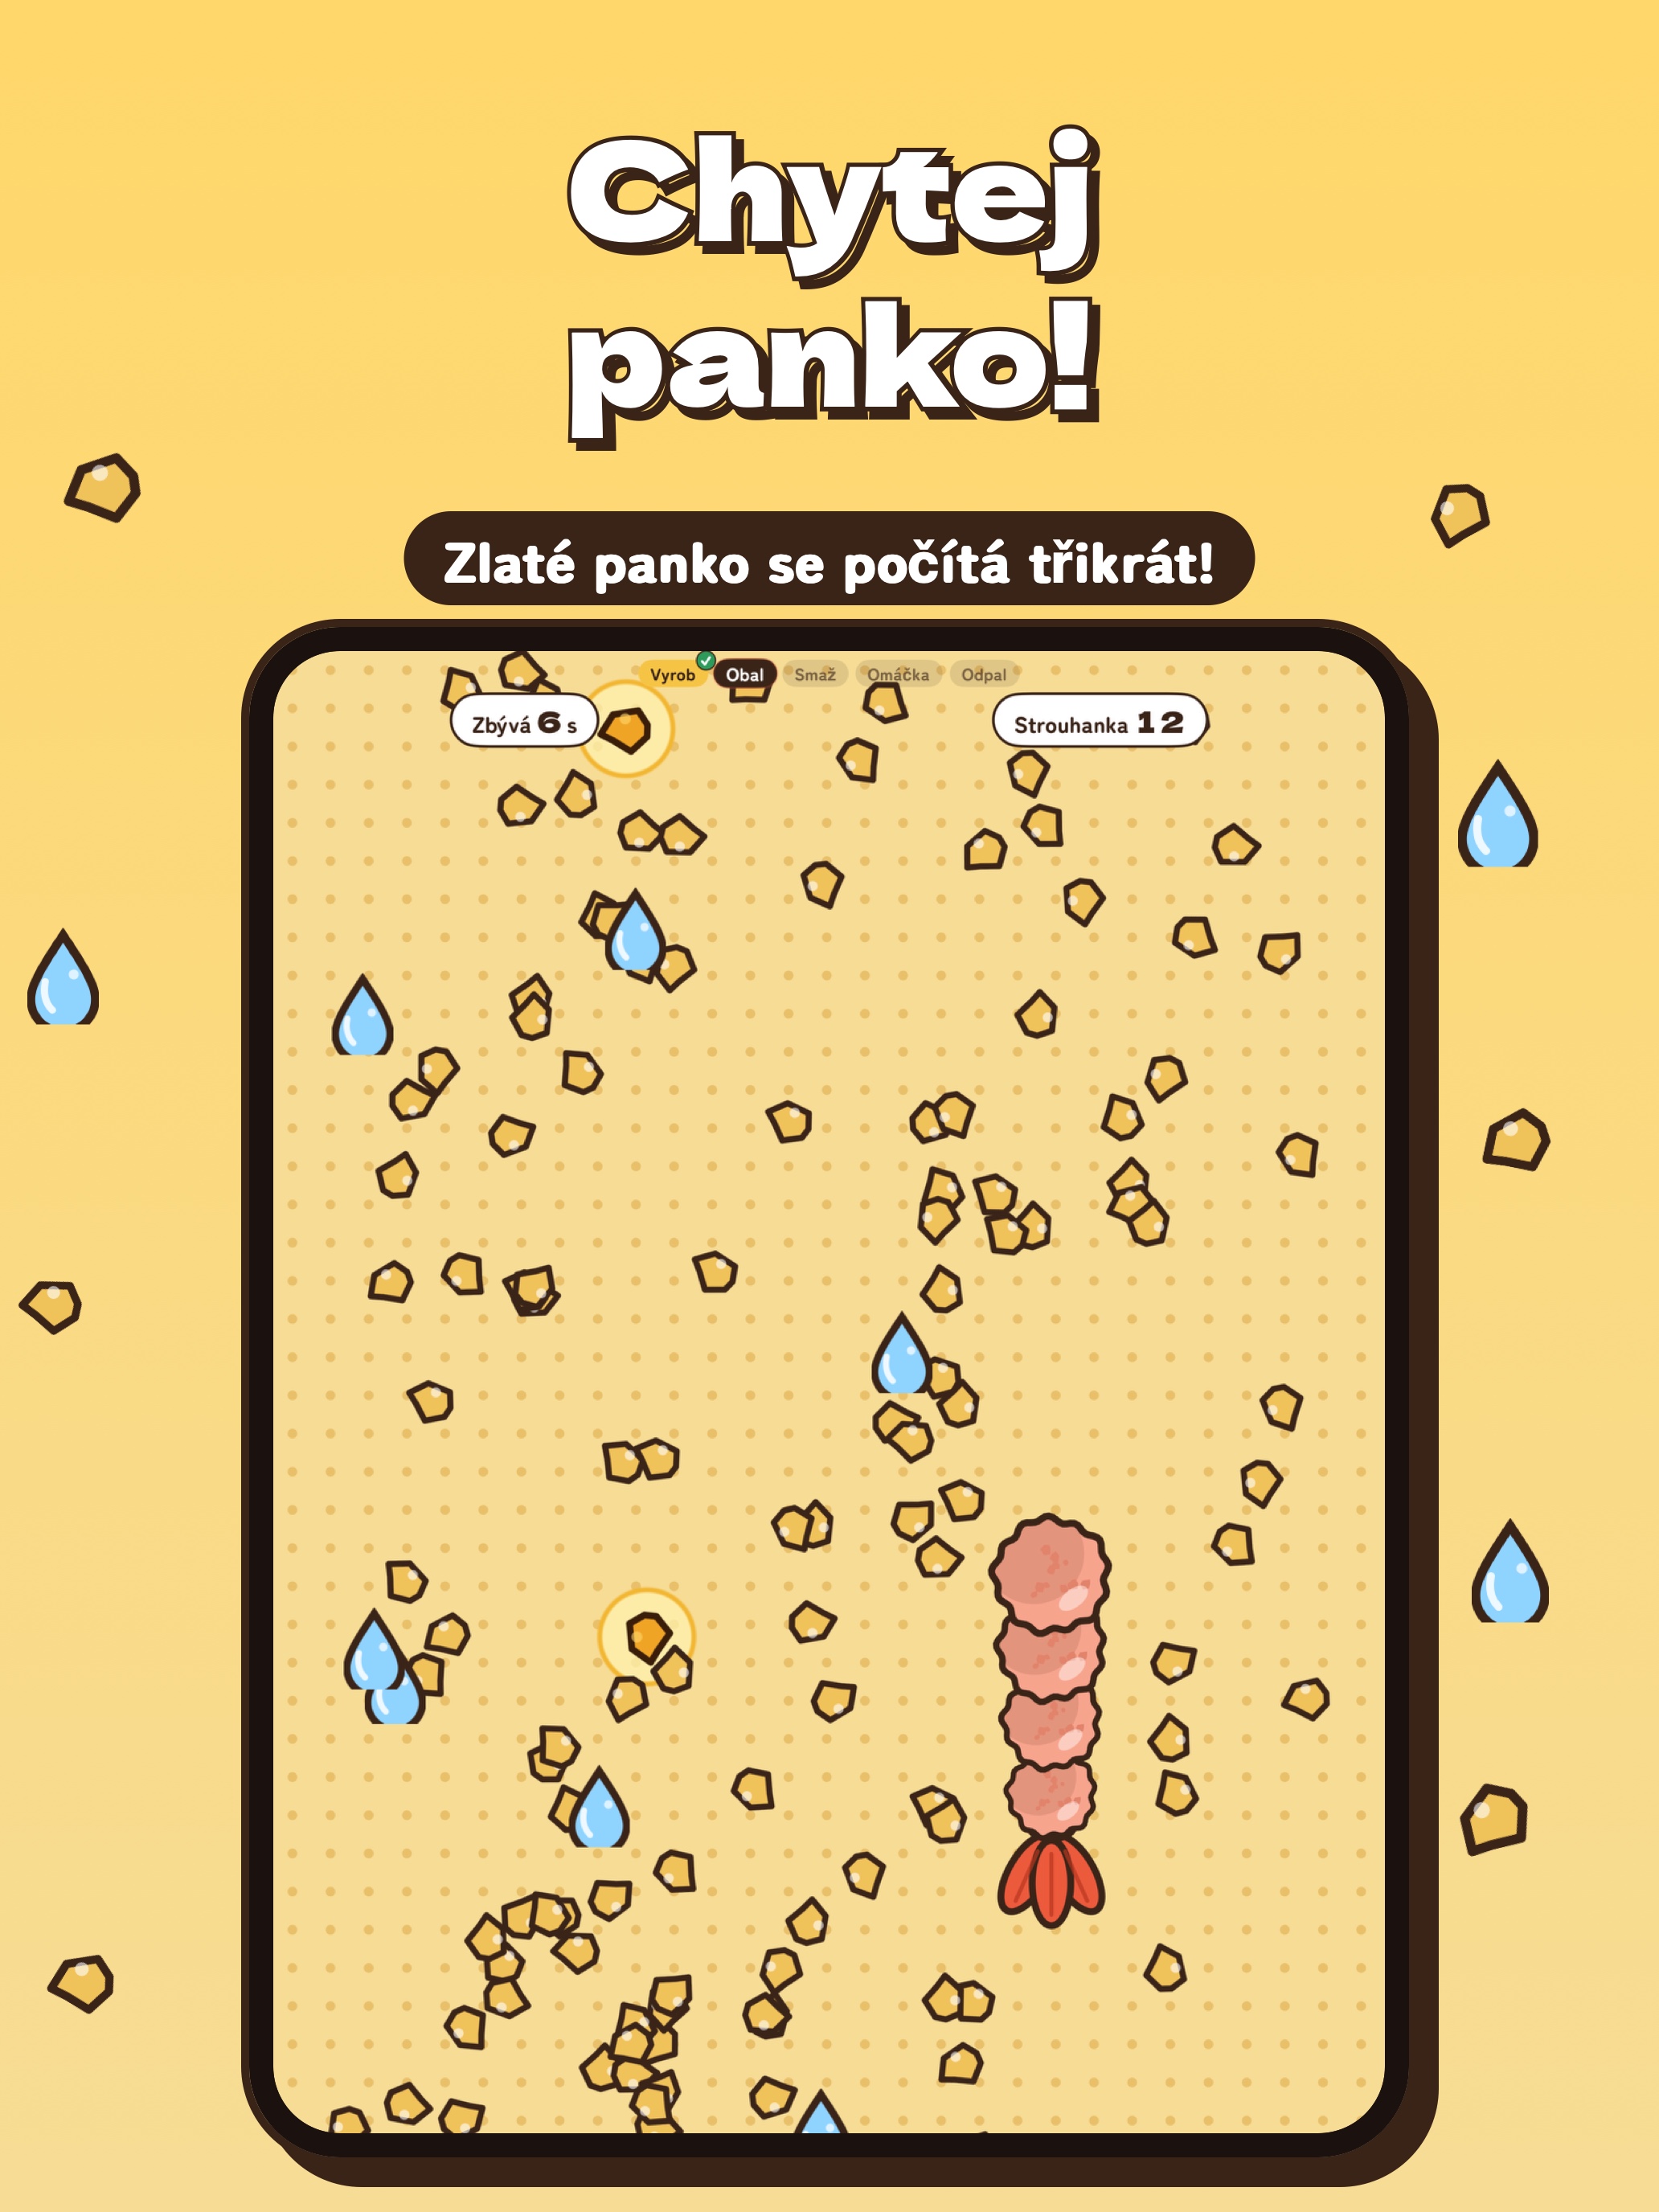 Chytej
panko!
Zlaté panko se počítá třikrát!
Vyrob Obal Smaž Omáčka Odpal
Zbývá 6 s
Strouhanka 12